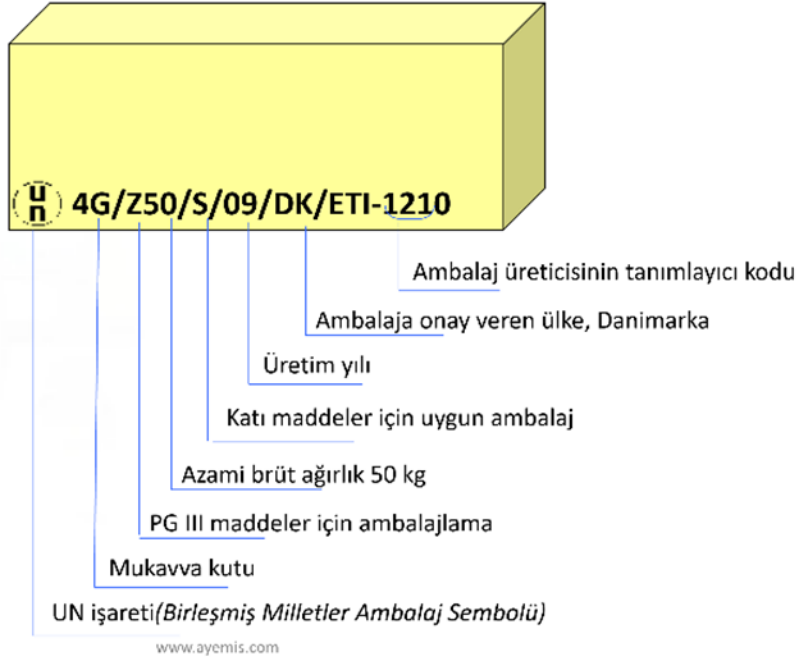 un 4G/Z50/S/09/DK/ETI-1210
Ambalaj üreticisinin tanımlayıcı kodu
Ambalaja onay veren ülke, Danimarka
Üretim yılı
Katı maddeler için uygun ambalaj
Azami brüt ağırlık 50 kg
PG III maddeler için ambalajlama
Mukavva kutu
UN işareti(Birleşmiş Milletler Ambalaj Sembolü)
www.ayemis.com